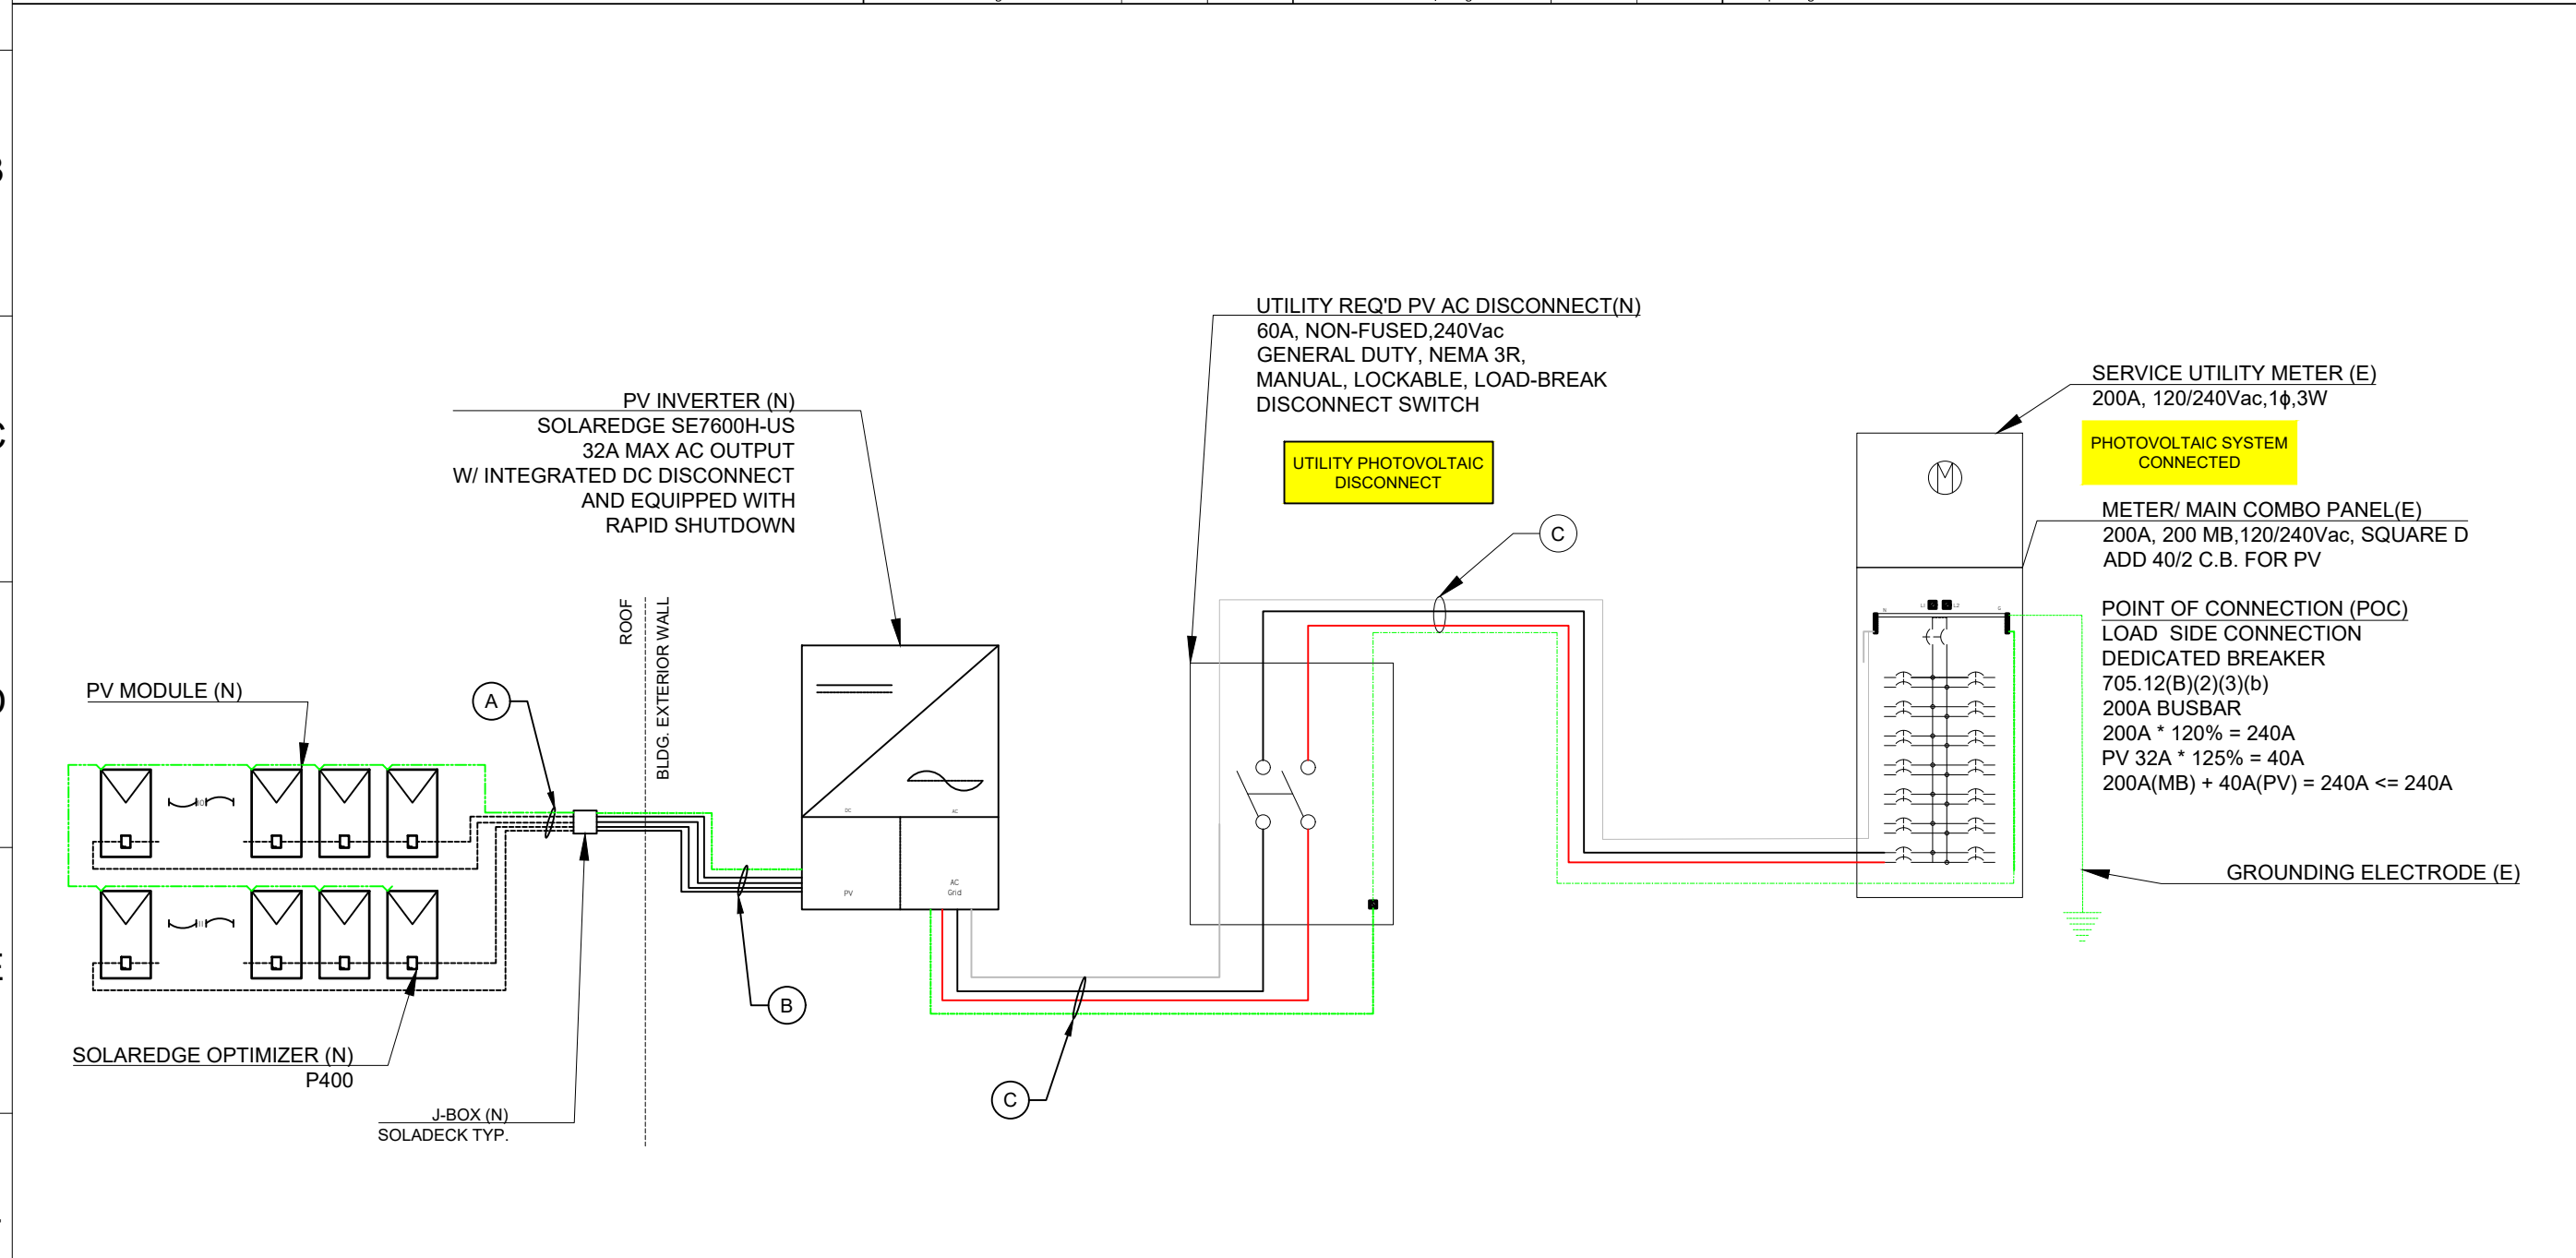 UTILITY REQ'D PV AC DISCONNECT(N)
60A, NON-FUSED,240Vac
GENERAL DUTY, NEMA 3R,
MANUAL, LOCKABLE, LOAD-BREAK
DISCONNECT SWITCH
UTILITY PHOTOVOLTAIC
DISCONNECT
SERVICE UTILITY METER (E)
200A, 120/240Vac,1ϕ,3W
PHOTOVOLTAIC SYSTEM
CONNECTED
PV INVERTER (N)
SOLAREDGE SE7600H-US
32A MAX AC OUTPUT
W/ INTEGRATED DC DISCONNECT
AND EQUIPPED WITH
RAPID SHUTDOWN
M
METER/ MAIN COMBO PANEL(E)
200A, 200 MB,120/240Vac, SQUARE D
ADD 40/2 C.B. FOR PV
C
POINT OF CONNECTION (POC)
LOAD SIDE CONNECTION
DEDICATED BREAKER
705.12(B)(2)(3)(b)
200A BUSBAR
200A * 120% = 240A
PV 32A * 125% = 40A
200A(MB) + 40A(PV) = 240A <= 240A
N
L1
L2
G
ROOF
BLDG. EXTERIOR WALL
PV MODULE (N)
A
DC
AC
PV
AC
Grid
GROUNDING ELECTRODE (E)
B
SOLAREDGE OPTIMIZER (N)
P400
C
J-BOX (N)
SOLADECK TYP.